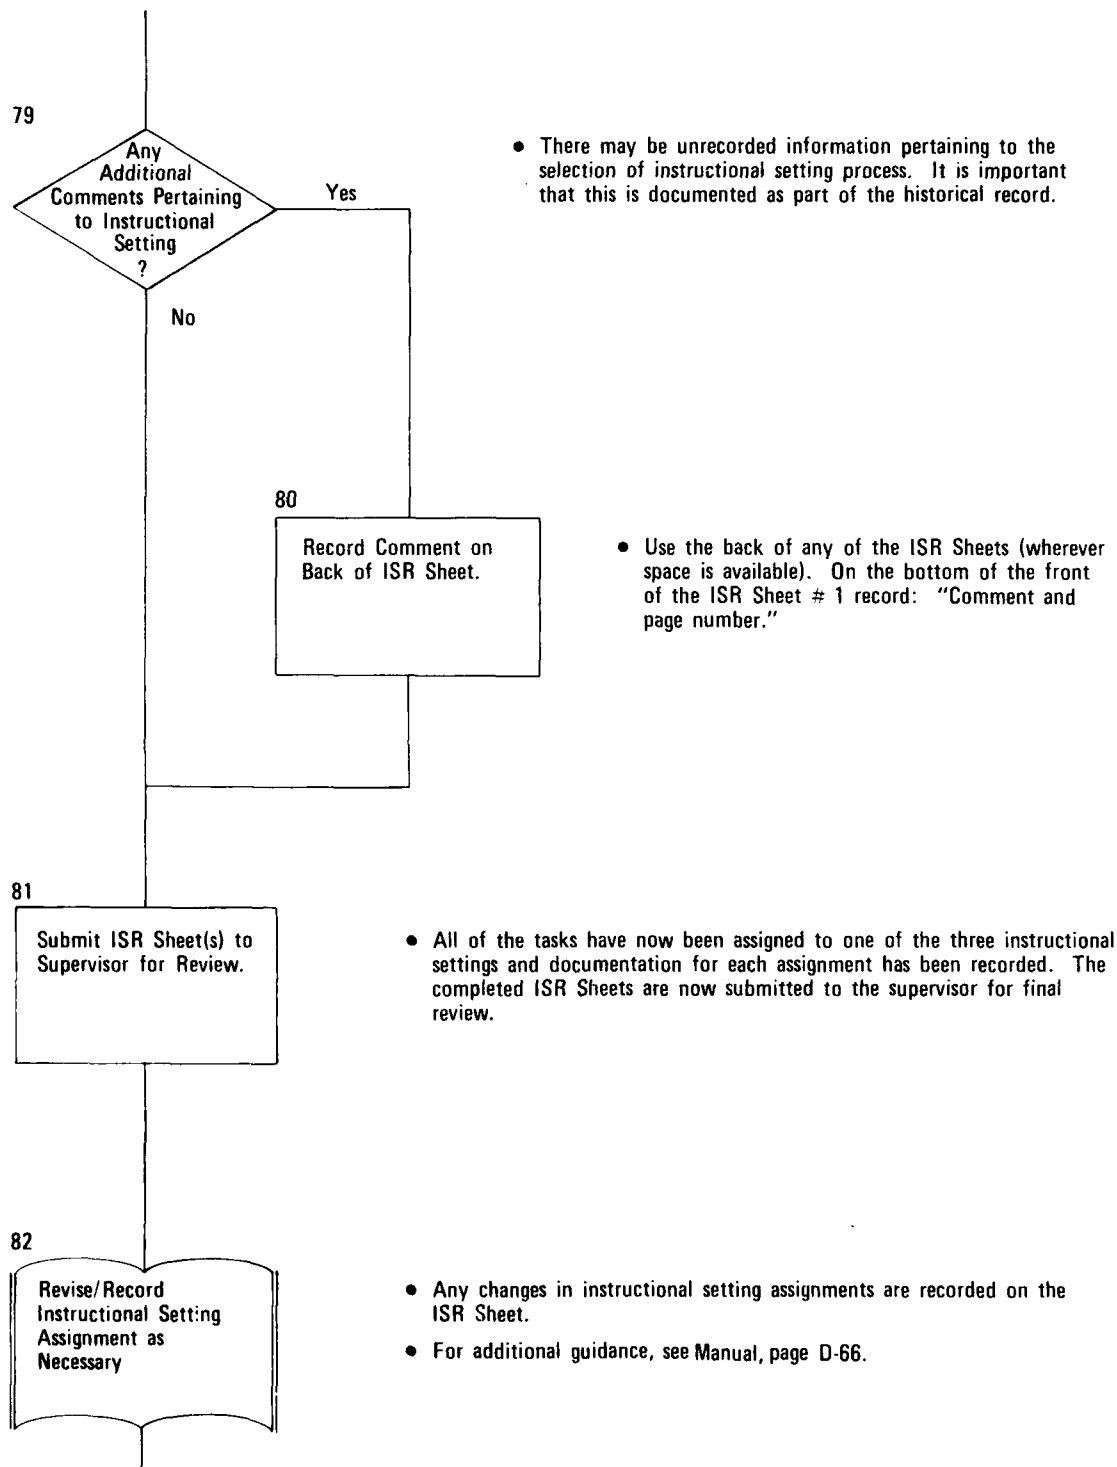 79
Any
Additional
Comments Pertaining
to Instructional
Setting
?
Yes
No
• There may be unrecorded information pertaining to the
selection of instructional setting process. It is important
that this is documented as part of the historical record.
80
Record Comment on
Back of ISR Sheet.
• Use the back of any of the ISR Sheets (wherever
space is available). On the bottom of the front
of the ISR Sheet # 1 record: "Comment and
page number."
81
Submit ISR Sheet(s) to
Supervisor for Review.
• All of the tasks have now been assigned to one of the three instructional
settings and documentation for each assignment has been recorded. The
completed ISR Sheets are now submitted to the supervisor for final
review.
82
Revise/Record
Instructional Setting
Assignment as
Necessary
• Any changes in instructional setting assignments are recorded on the
ISR Sheet.
• For additional guidance, see Manual, page D-66.